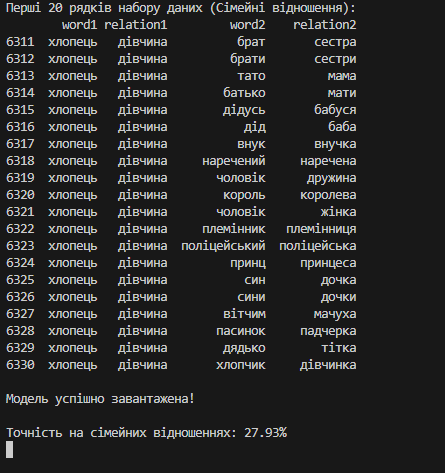 Перші 20 рядків набору даних (Сімейні відношення):
word1 relation1 word2 relation2
6311 хлопець дівчина брат сестра
6312 хлопець дівчина брати сестри
6313 хлопець дівчина тато мама
6314 хлопець дівчина батько мати
6315 хлопець дівчина дідусь бабуся
6316 хлопець дівчина дід баба
6317 хлопець дівчина внук внучка
6318 хлопець дівчина наречений наречена
6319 хлопець дівчина чоловік дружина
6320 хлопець дівчина король королева
6321 хлопець дівчина чоловік жінка
6322 хлопець дівчина племінник племінниця
6323 хлопець дівчина поліцейський поліцейська
6324 хлопець дівчина принц принцеса
6325 хлопець дівчина син дочка
6326 хлопець дівчина сини дочки
6327 хлопець дівчина вітчим мачуха
6328 хлопець дівчина пасинок падчерка
6329 хлопець дівчина дядько тітка
6330 хлопець дівчина хлопчик дівчинка
Модель успішно завантажена!
Точність на сімейних відношеннях: 27.93%